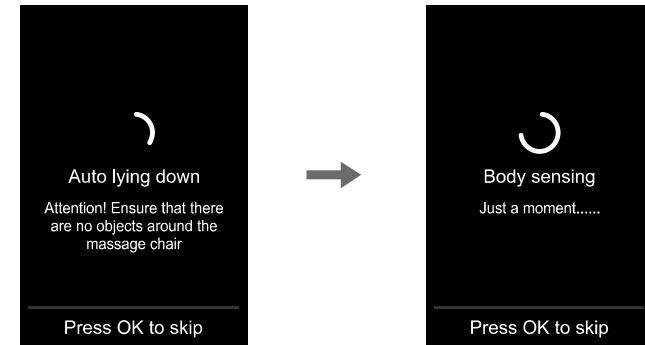 Auto lying down
Attention! Ensure that there
are no objects around the
massage chair
Press OK to skip
Body sensing
Just a moment......
Press OK to skip